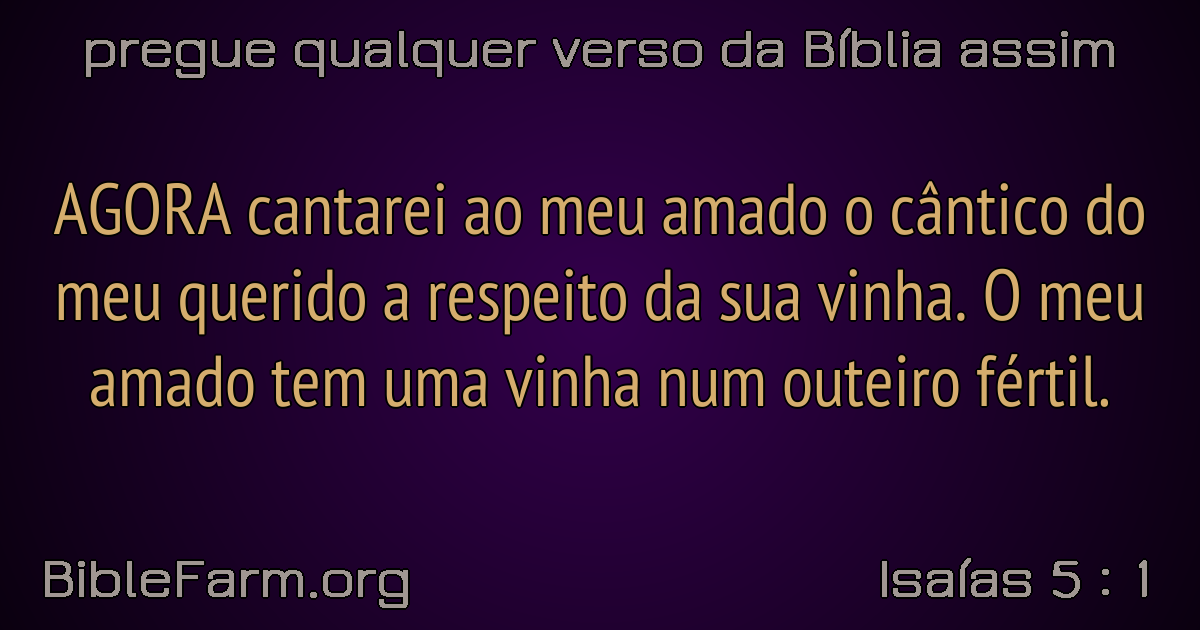 pregue qualquer verso da Bíblia assim
AGORA cantarei ao meu amado o cântico do
meu querido a respeito da sua vinha. O meu
amado tem uma vinha num outeiro fértil.
BibleFarm.org
Isaías 5 : 1